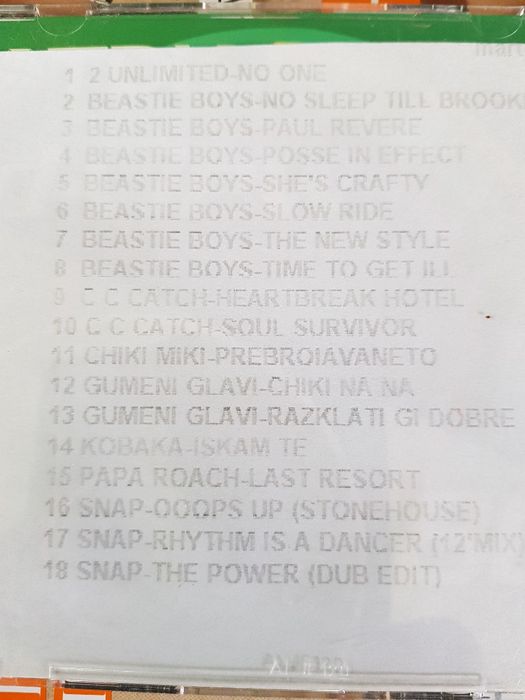 mart
1 2 UNLIMITED-NO ONE
2 BEASTIE BOYS-NO SLEEP TILL BROOK
3 BEASTIE BOYS-PAUL REVERE
4 BEASTIE BOYS-POSSE IN EFFECT
5 BEASTIE BOYS-SHE'S CRAFTY
6 BEASTIE BOYS-SLOW RIDE
7 BEASTIE BOYS-THE NEW STYLE
8 BEASTIE BOYS-TIME TO GET ILL
9 C C CATCH-HEARTBREAK HOTEL
10 C C CATCH-SOUL SURVIVOR
11 CHIKI MIKI-PREBROIAVANETO
12 GUMENI GLAVI-CHIKI NA NA
13 GUMENI GLAVI-RAZKLATI GI DOBRE
14 KOBAKA-ISKAM TE
15 PAPA ROACH-LAST RESORT
16 SNAP-OOOPS UP (STONEHOUSE)
17 SNAP-RHYTHM IS A DANCER (12'MIX)
18 SNAP-THE POWER (DUB EDIT)